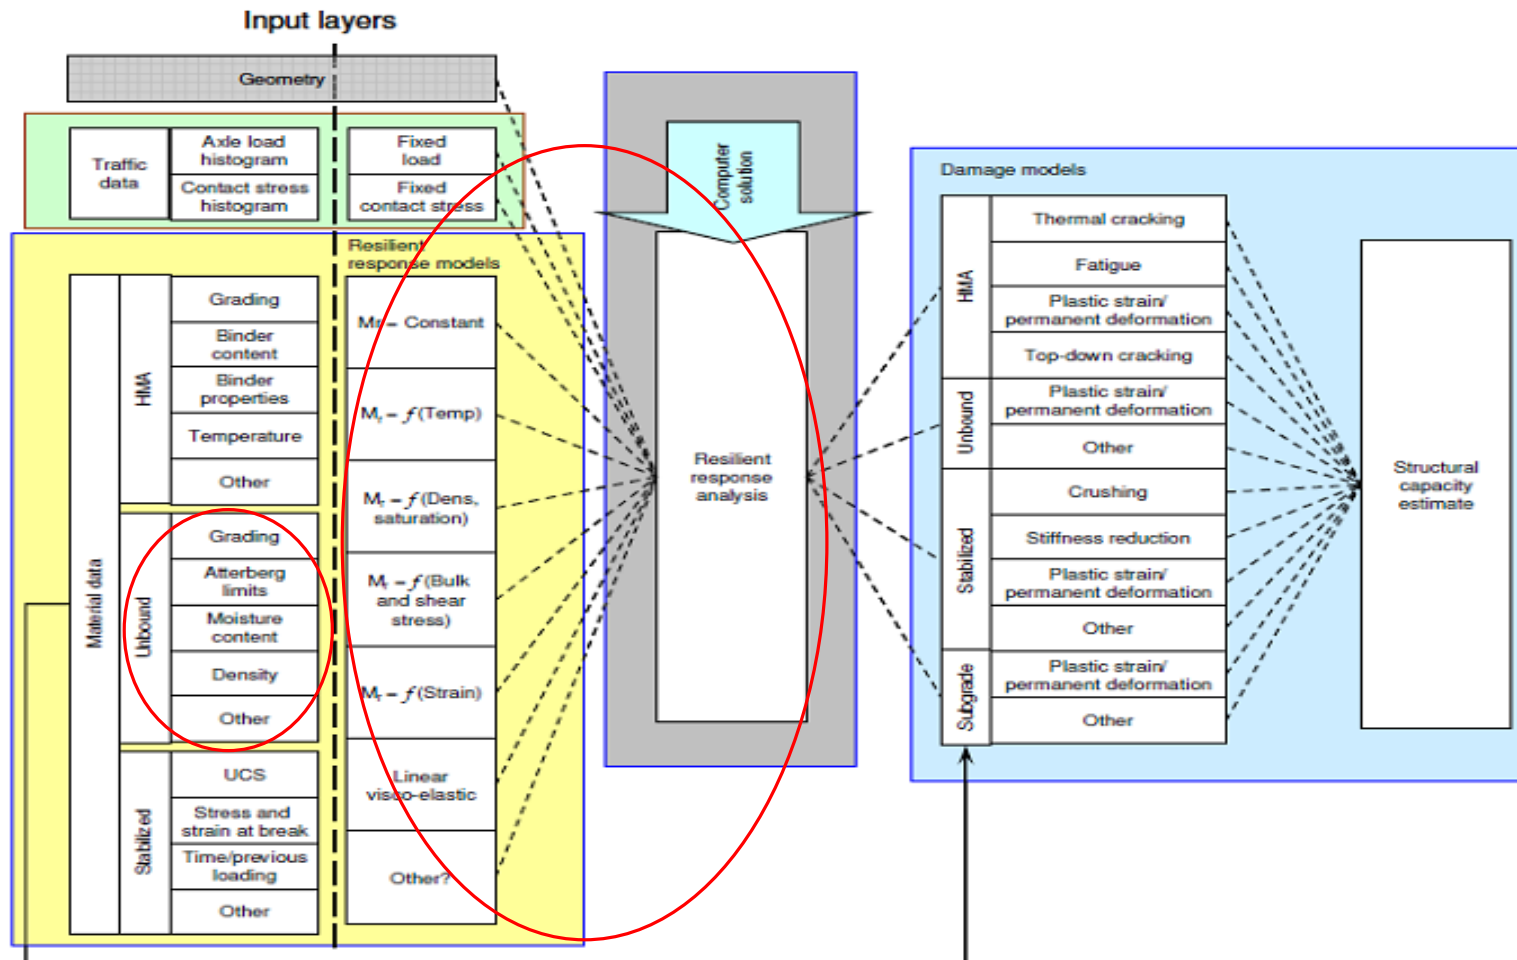 Input layers
Geometry
Traffic
data
Axle load
histogram
Contact stress
histogram
Fixed
load
Fixed
contact stress
Resilient
response models
Material data
HMA
Grading
Binder
content
Binder
properties
Temperature
Other
Unbound
Grading
Atterberg
limits
Moisture
content
Density
Other
Stabilized
UCS
Stress and
strain at break
Time/previous
loading
Other
Mr = Constant
Mr = f(Temp)
Mr = f(Dens,
saturation)
Mr = f(Bulk
and shear
stress)
Mr = f(Strain)
Linear
visco-elastic
Other?
Computer
solution
Resilient
response
analysis
Damage models
HMA
Thermal cracking
Fatigue
Plastic strain/
permanent deformation
Top-down cracking
Unbound
Plastic strain/
permanent deformation
Other
Stabilized
Crushing
Stiffness reduction
Plastic strain/
permanent deformation
Other
Subgrade
Plastic strain/
permanent deformation
Other
Structural
capacity
estimate